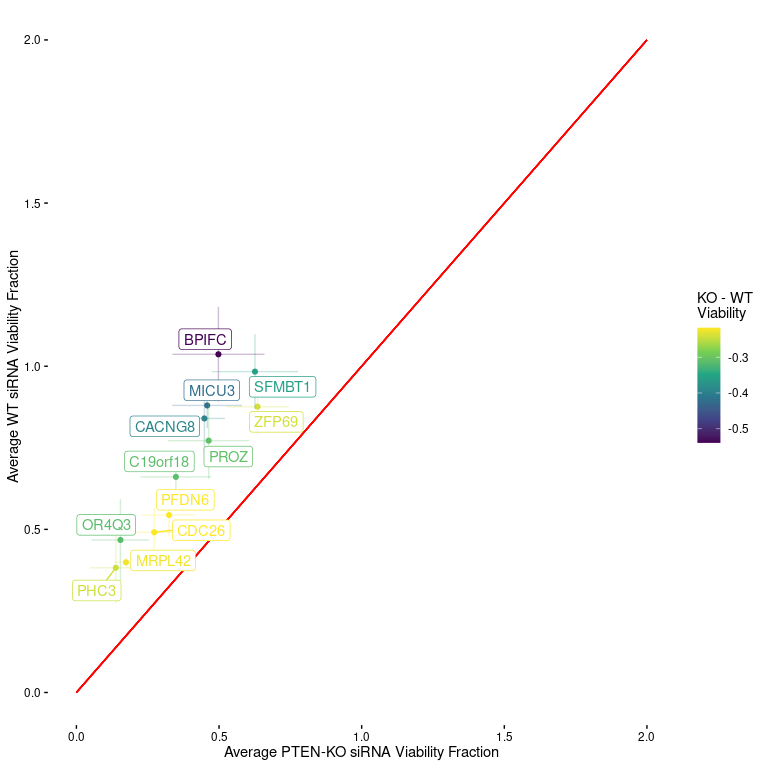 2.0
1.5
1.0
0.5
0.0
Average WT siRNA Viability Fraction
BPIFC
SFMBT1
MICU3
ZFP69
CACNG8
PROZ
C19orf18
PFDN6
OR4Q3
CDC26
MRPL42
PHC3
KO - WT
Viability
-0.3
-0.4
-0.5
0.0
0.5
1.0
1.5
2.0
Average PTEN-KO siRNA Viability Fraction